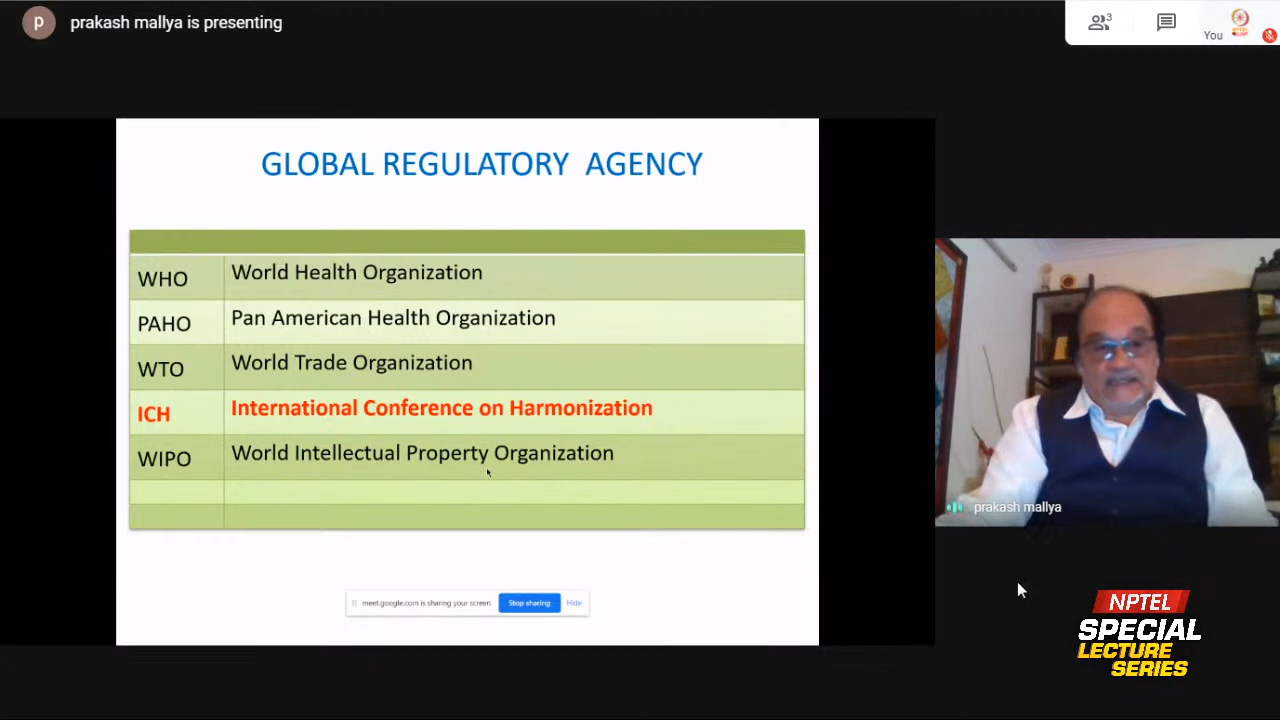 p
prakash mallya is presenting
3
You
GLOBAL REGULATORY AGENCY
WHO World Health Organization
PAHO Pan American Health Organization
WTO World Trade Organization
ICH International Conference on Harmonization
WIPO World Intellectual Property Organization
prakash mallya
meet.google.com is sharing your screen. Stop sharing Hide
NPTEL
SPECIAL
LECTURE
SERIES